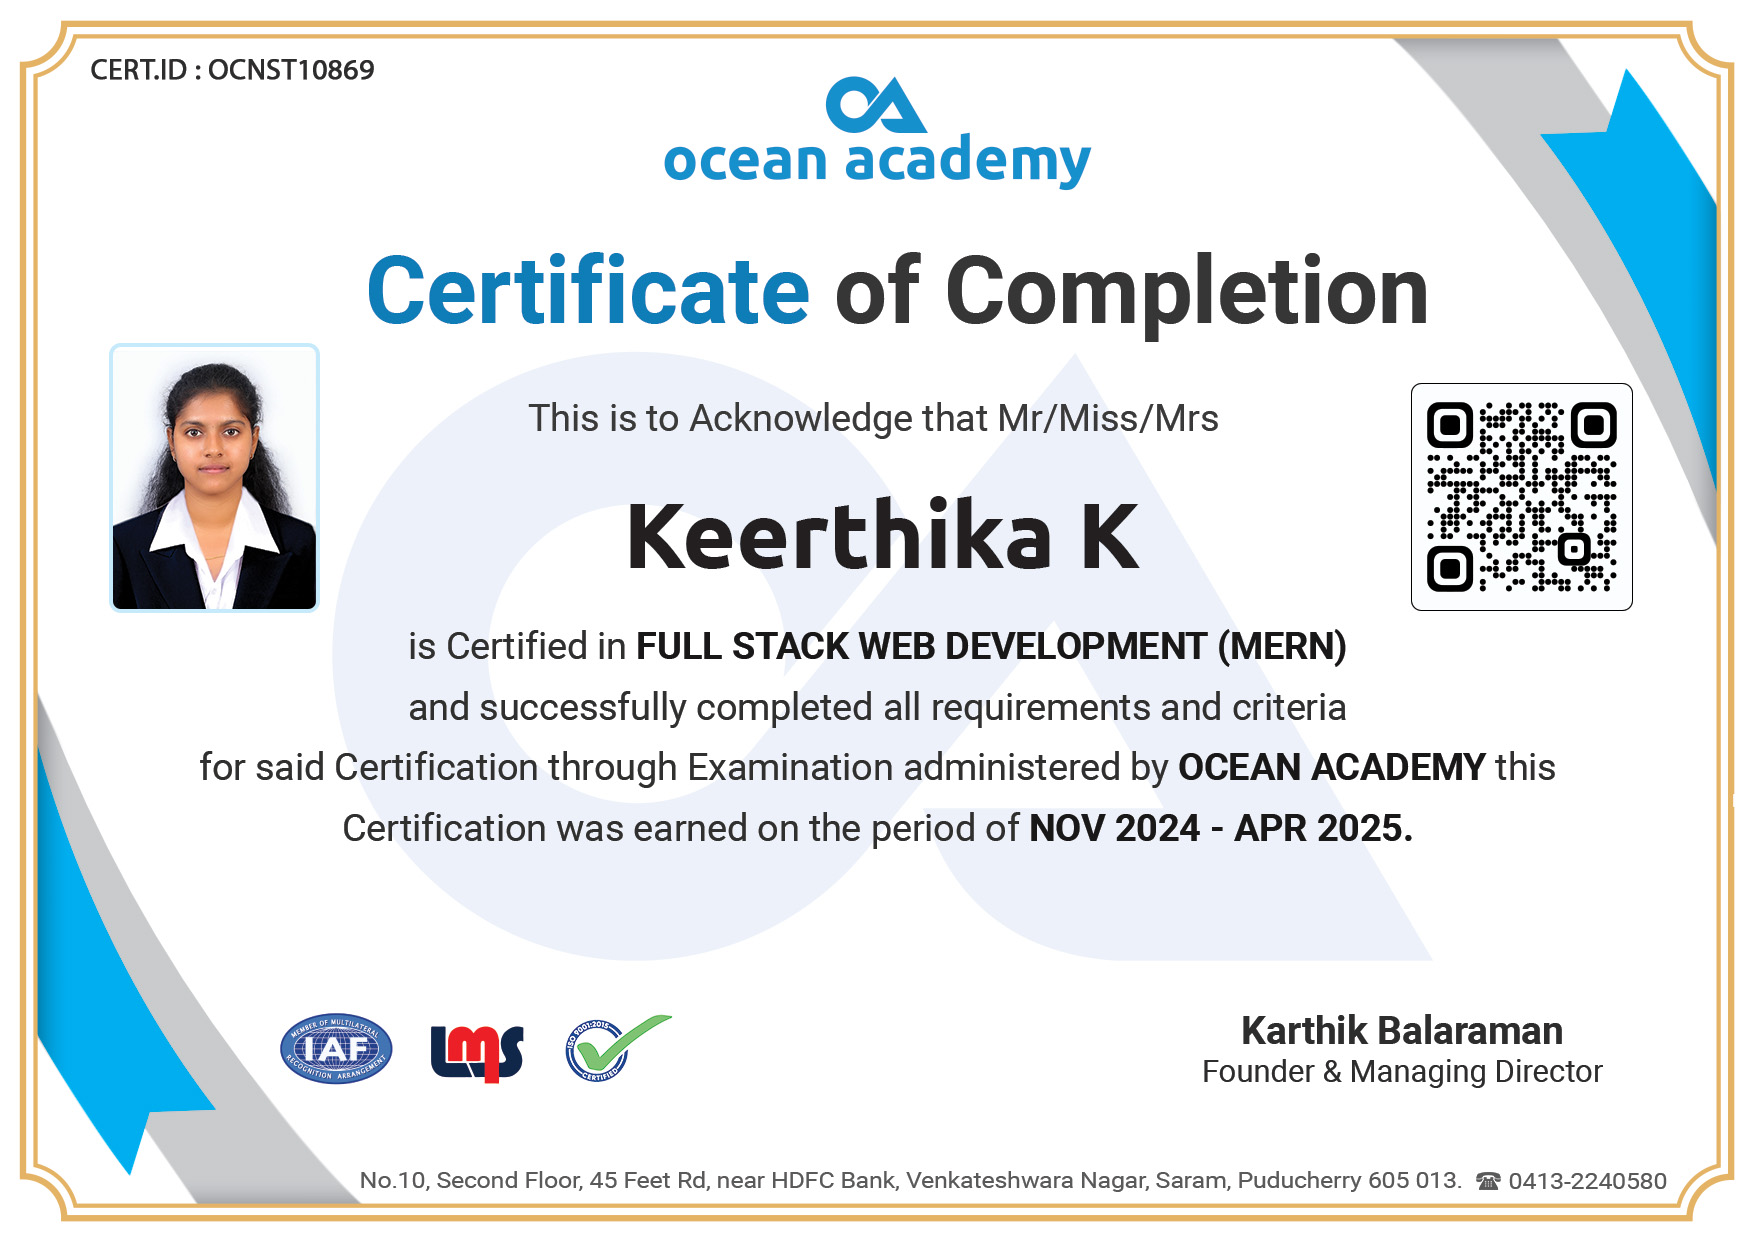 CERT.ID : OCNST10869
ocean academy
Certificate of Completion
This is to Acknowledge that Mr/Miss/Mrs
Keerthika K
is Certified in FULL STACK WEB DEVELOPMENT (MERN)
and successfully completed all requirements and criteria
for said Certification through Examination administered by OCEAN ACADEMY this
Certification was earned on the period of NOV 2024 - APR 2025.
MEMBER OF MULTILATERAL
IAF
RECOGNITION ARRANGEMENT
lms
ISO 9001:2015
CERTIFIED
Karthik Balaraman
Founder & Managing Director
No.10, Second Floor, 45 Feet Rd, near HDFC Bank, Venkateshwara Nagar, Saram, Puducherry 605 013. ☎ 0413-2240580